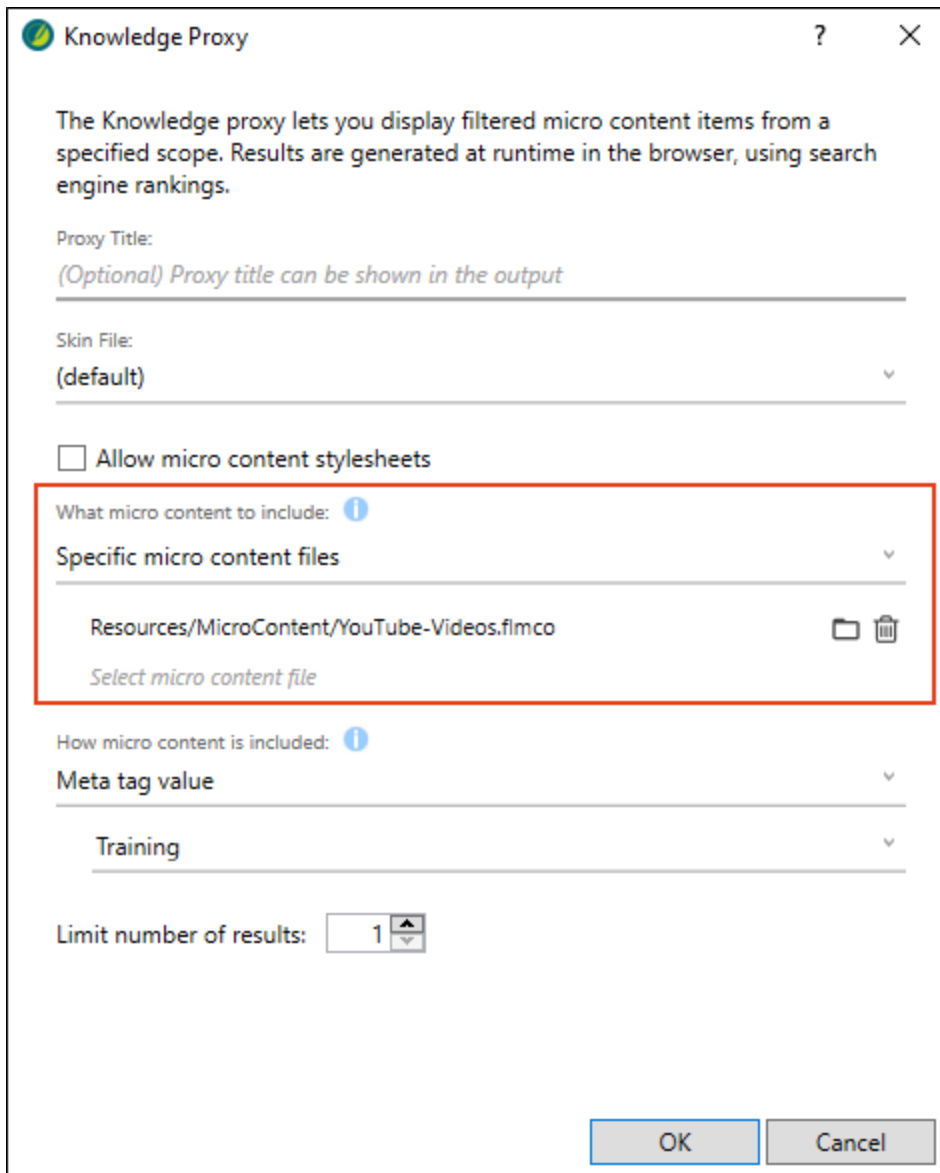 Knowledge Proxy
?
The Knowledge proxy lets you display filtered micro content items from a
specified scope. Results are generated at runtime in the browser, using search
engine rankings.
Proxy Title:
(Optional) Proxy title can be shown in the output
Skin File:
(default)
Allow micro content stylesheets
What micro content to include:
Specific micro content files
Resources/MicroContent/YouTube-Videos.flmco
Select micro content file
How micro content is included:
Meta tag value
Training
Limit number of results: 1
OK Cancel